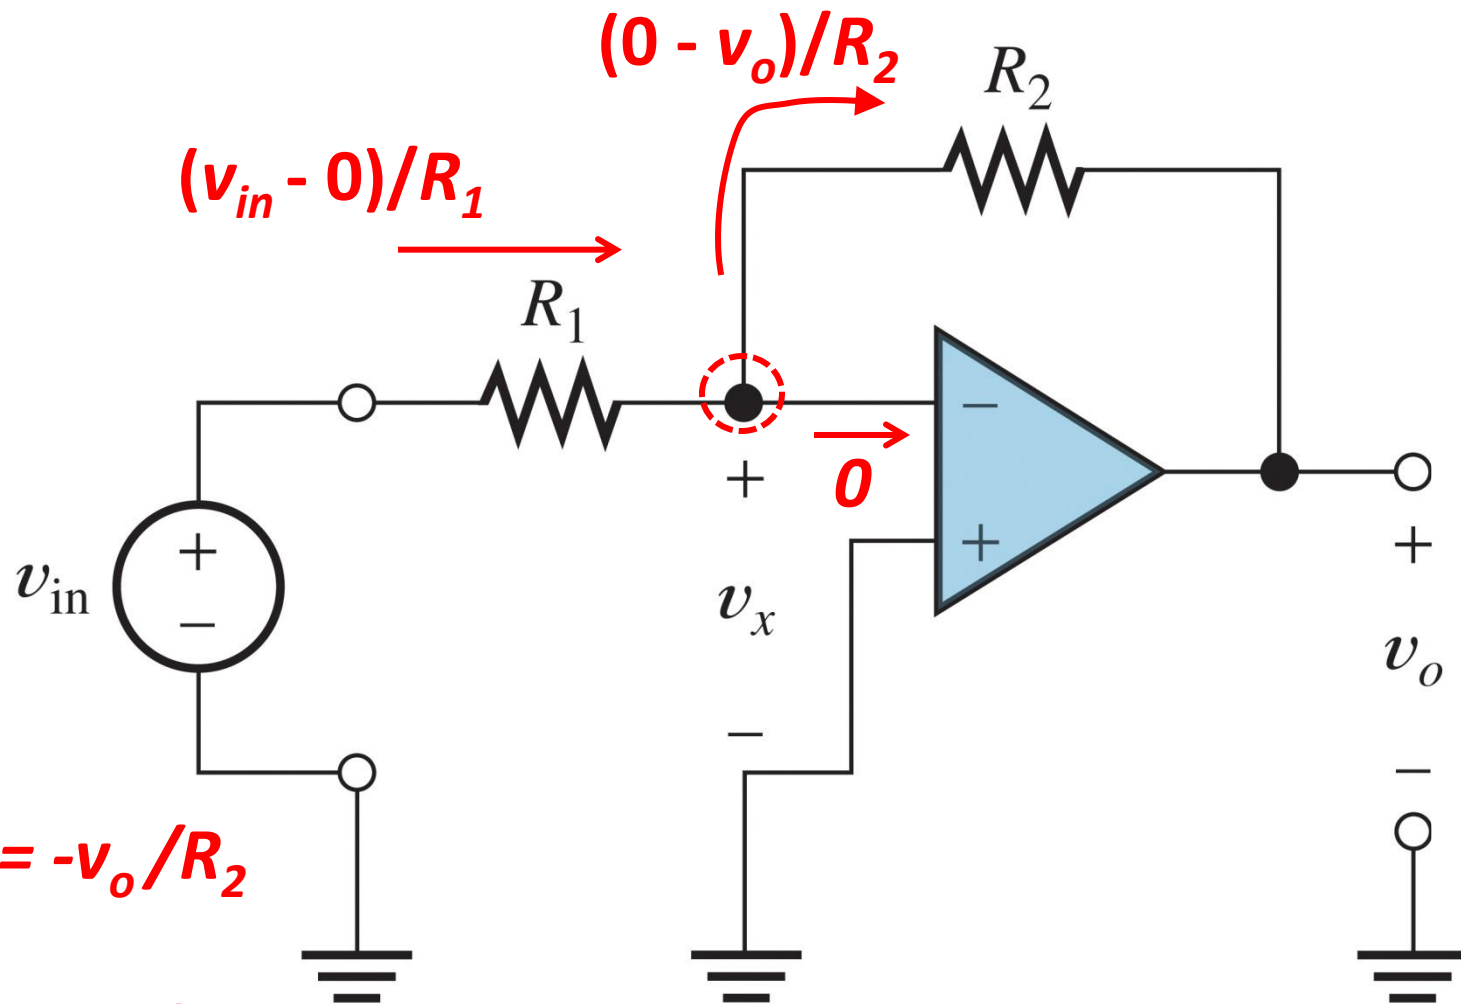 (0 - vₒ)/R₂
R₂
(vᵢₙ - 0)/R₁
R₁
−
+
0
+
+
+
vᵢₙ
−
vₓ
vₒ
−
−
= -vₒ/R₂